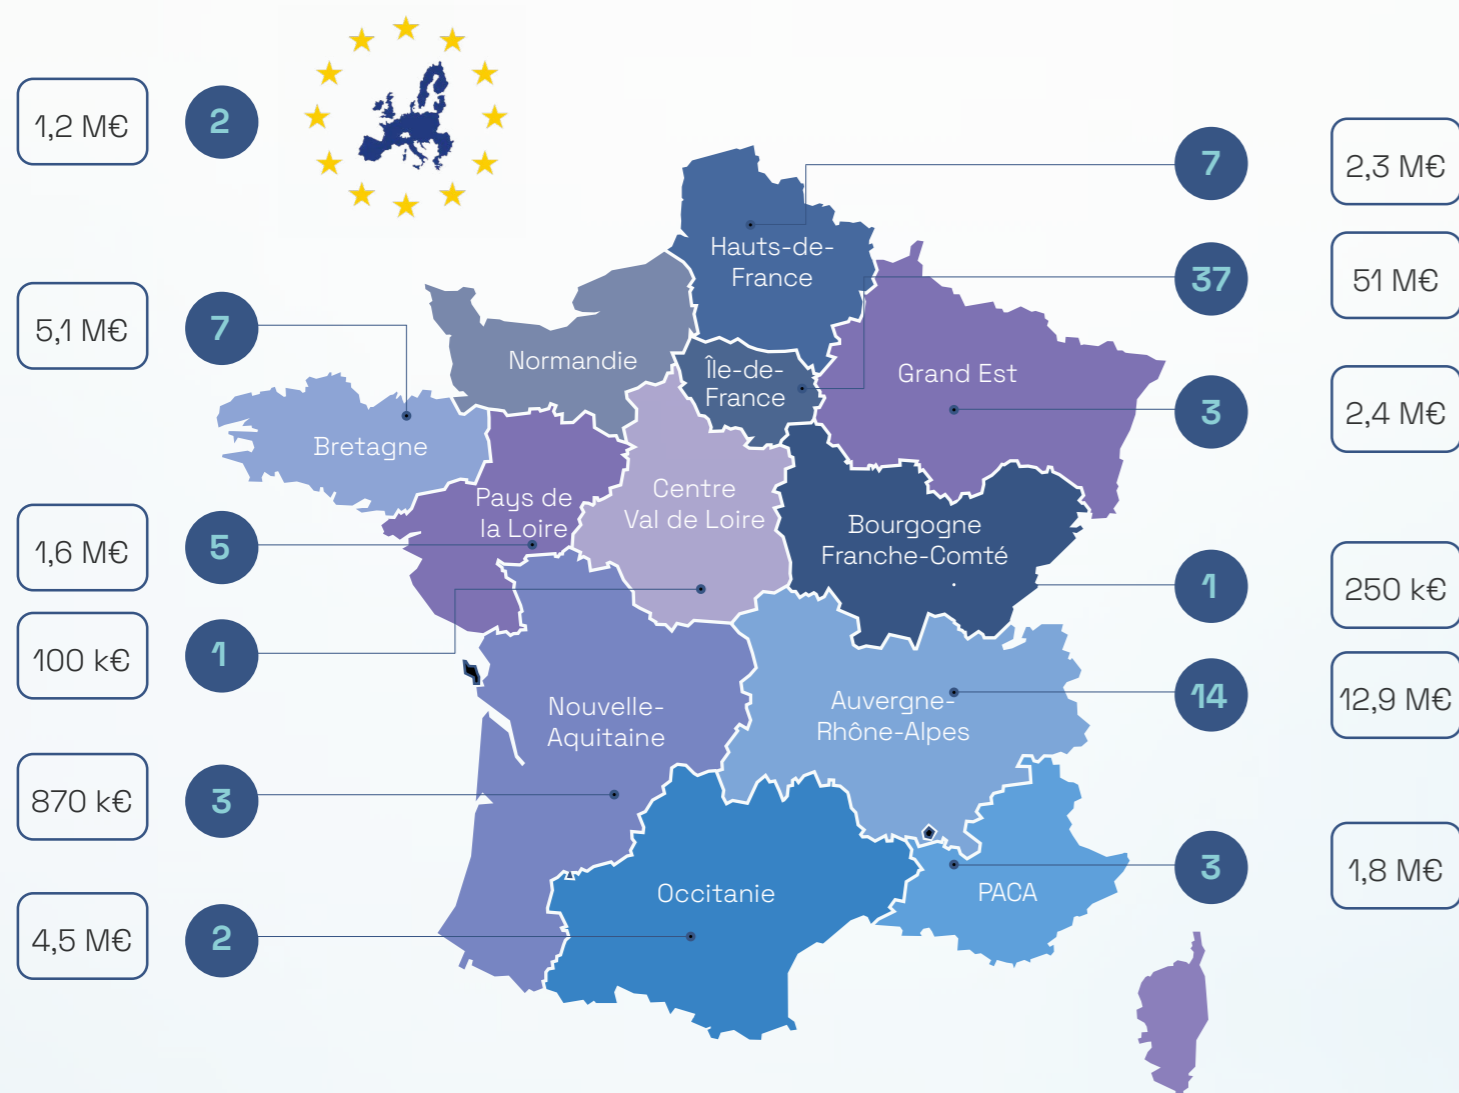 1,2 M€
2
7
2,3 M€
Hauts-de-
France
37
51 M€
5,1 M€
7
Normandie
Île-de-
France
Grand Est
3
2,4 M€
Bretagne
Pays de
la Loire
Centre
Val de Loire
Bourgogne
Franche-Comté
1,6 M€
5
1
250 k€
100 k€
1
Nouvelle-
Aquitaine
Auvergne-
Rhône-Alpes
14
12,9 M€
870 k€
3
Occitanie
PACA
3
1,8 M€
4,5 M€
2